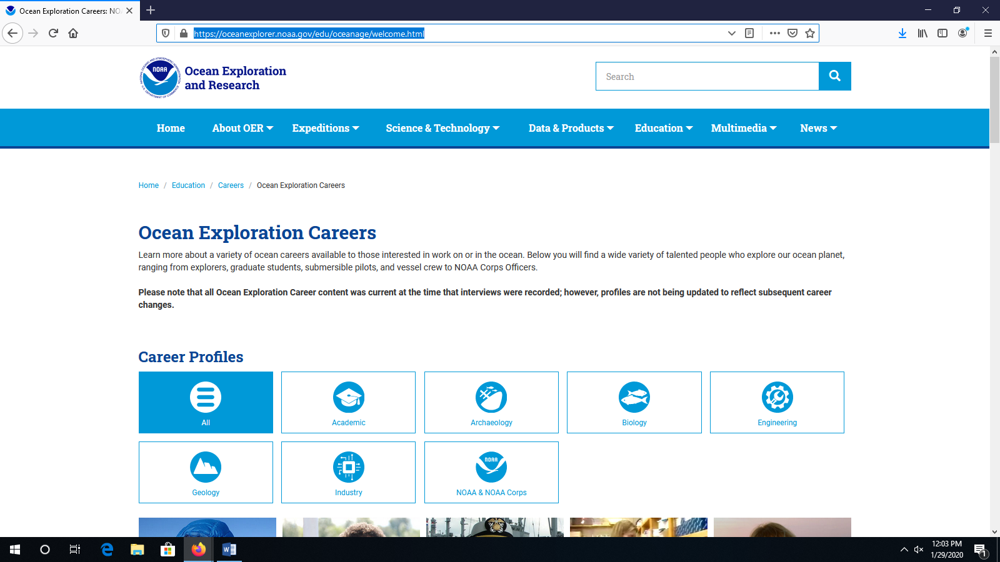 Ocean Exploration Careers: NO
https://oceanexplorer.noaa.gov/edu/oceanage/welcome.html
NOAA
Ocean Exploration
and Research
Search
Home About OER Expeditions Science & Technology Data & Products Education Multimedia News
Home / Education / Careers / Ocean Exploration Careers
Ocean Exploration Careers
Learn more about a variety of ocean careers available to those interested in work on or in the ocean. Below you will find a wide variety of talented people who explore our ocean planet,
ranging from explorers, graduate students, submersible pilots, and vessel crew to NOAA Corps Officers.
Please note that all Ocean Exploration Career content was current at the time that interviews were recorded; however, profiles are not being updated to reflect subsequent career
changes.
Career Profiles
All Academic Archaeology Biology Engineering
NOAA
Geology Industry NOAA & NOAA Corps
12:03 PM
1/29/2020
1